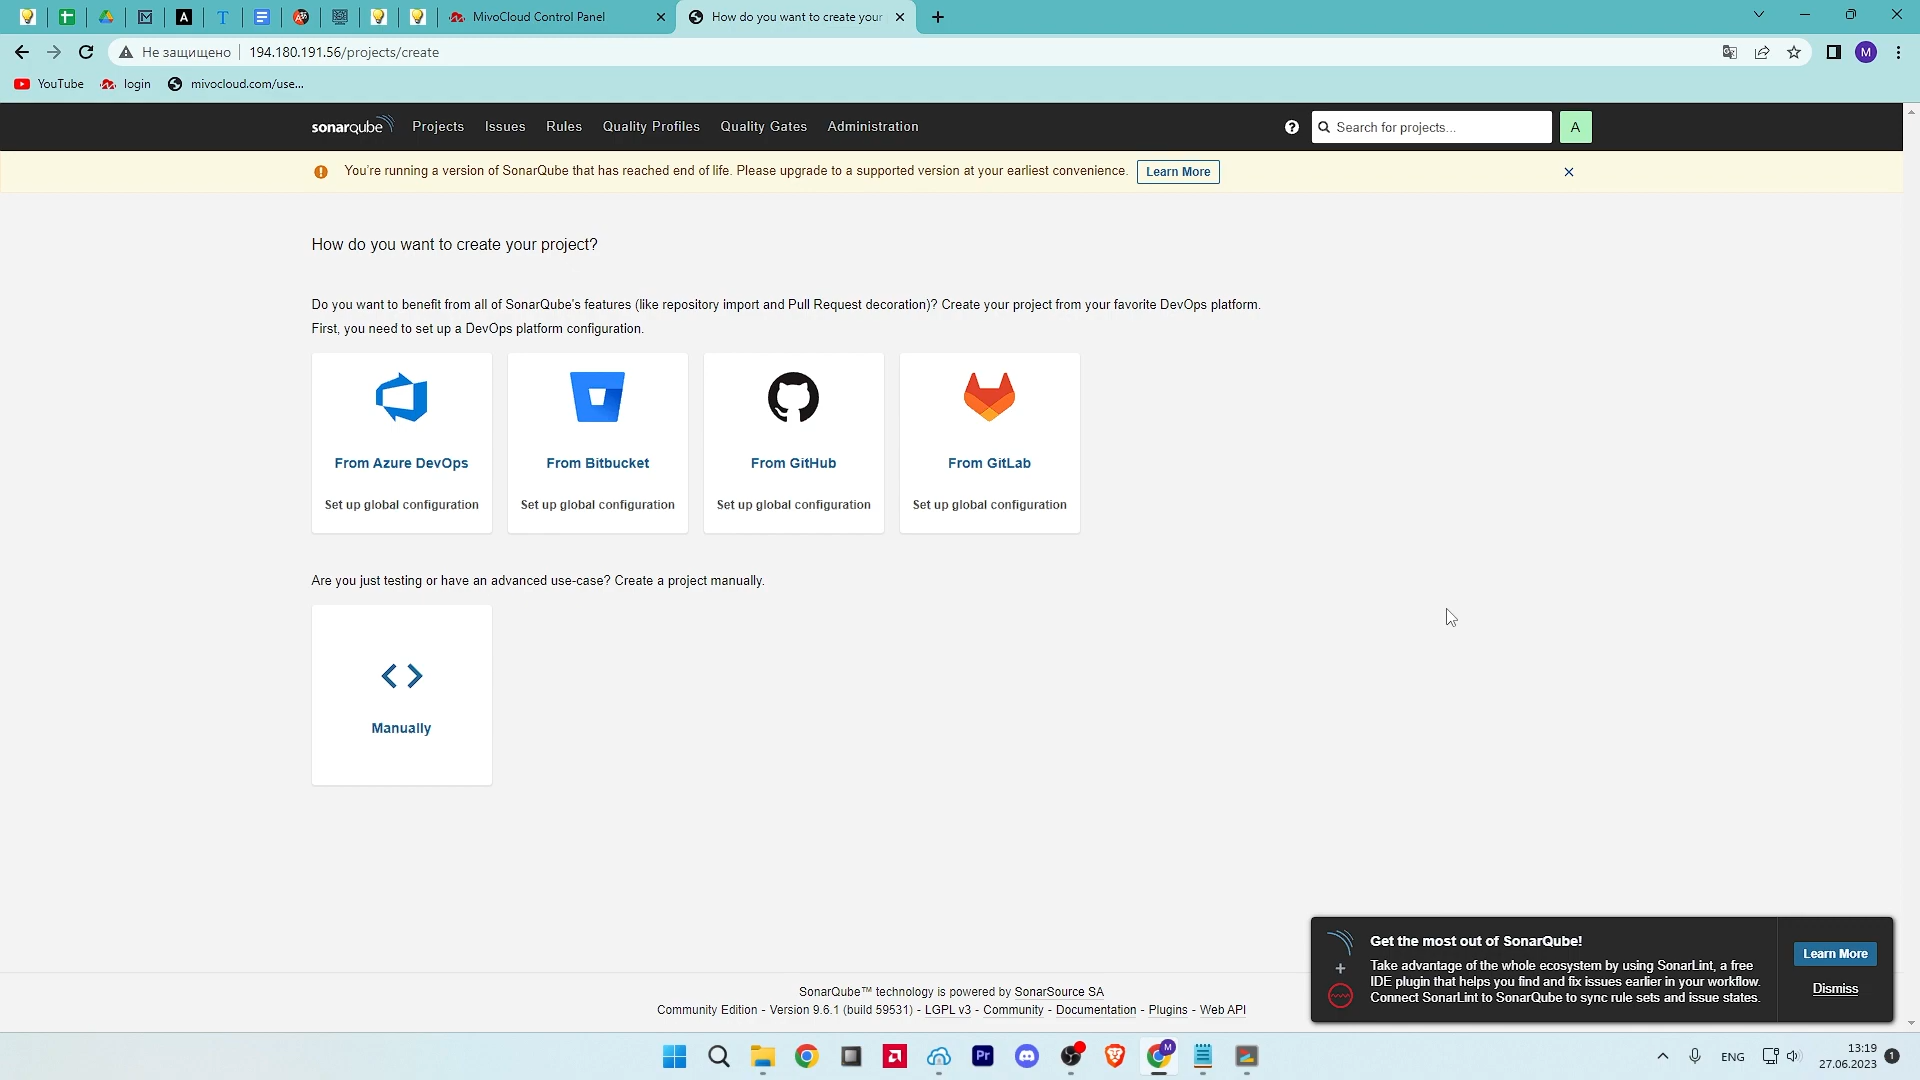 MivoCloud Control Panel
How do you want to create your
Не защищено
194.180.191.56/projects/create
M
YouTube
login
mivocloud.com/use...
sonarqube
Projects
Issues
Rules
Quality Profiles
Quality Gates
Administration
Search for projects...
A
You're running a version of SonarQube that has reached end of life. Please upgrade to a supported version at your earliest convenience.
Learn More
How do you want to create your project?
Do you want to benefit from all of SonarQube's features (like repository import and Pull Request decoration)? Create your project from your favorite DevOps platform.
First, you need to set up a DevOps platform configuration.
From Azure DevOps
Set up global configuration
From Bitbucket
Set up global configuration
From GitHub
Set up global configuration
From GitLab
Set up global configuration
Are you just testing or have an advanced use-case? Create a project manually.
Manually
Get the most out of SonarQube!
Take advantage of the whole ecosystem by using SonarLint, a free
IDE plugin that helps you find and fix issues earlier in your workflow.
Connect SonarLint to SonarQube to sync rule sets and issue states.
Learn More
Dismiss
SonarQube™ technology is powered by SonarSource SA
Community Edition - Version 9.6.1 (build 59531) - LGPL v3 - Community - Documentation - Plugins - Web API
Pr
M
ENG
13:19
27.06.2023
1